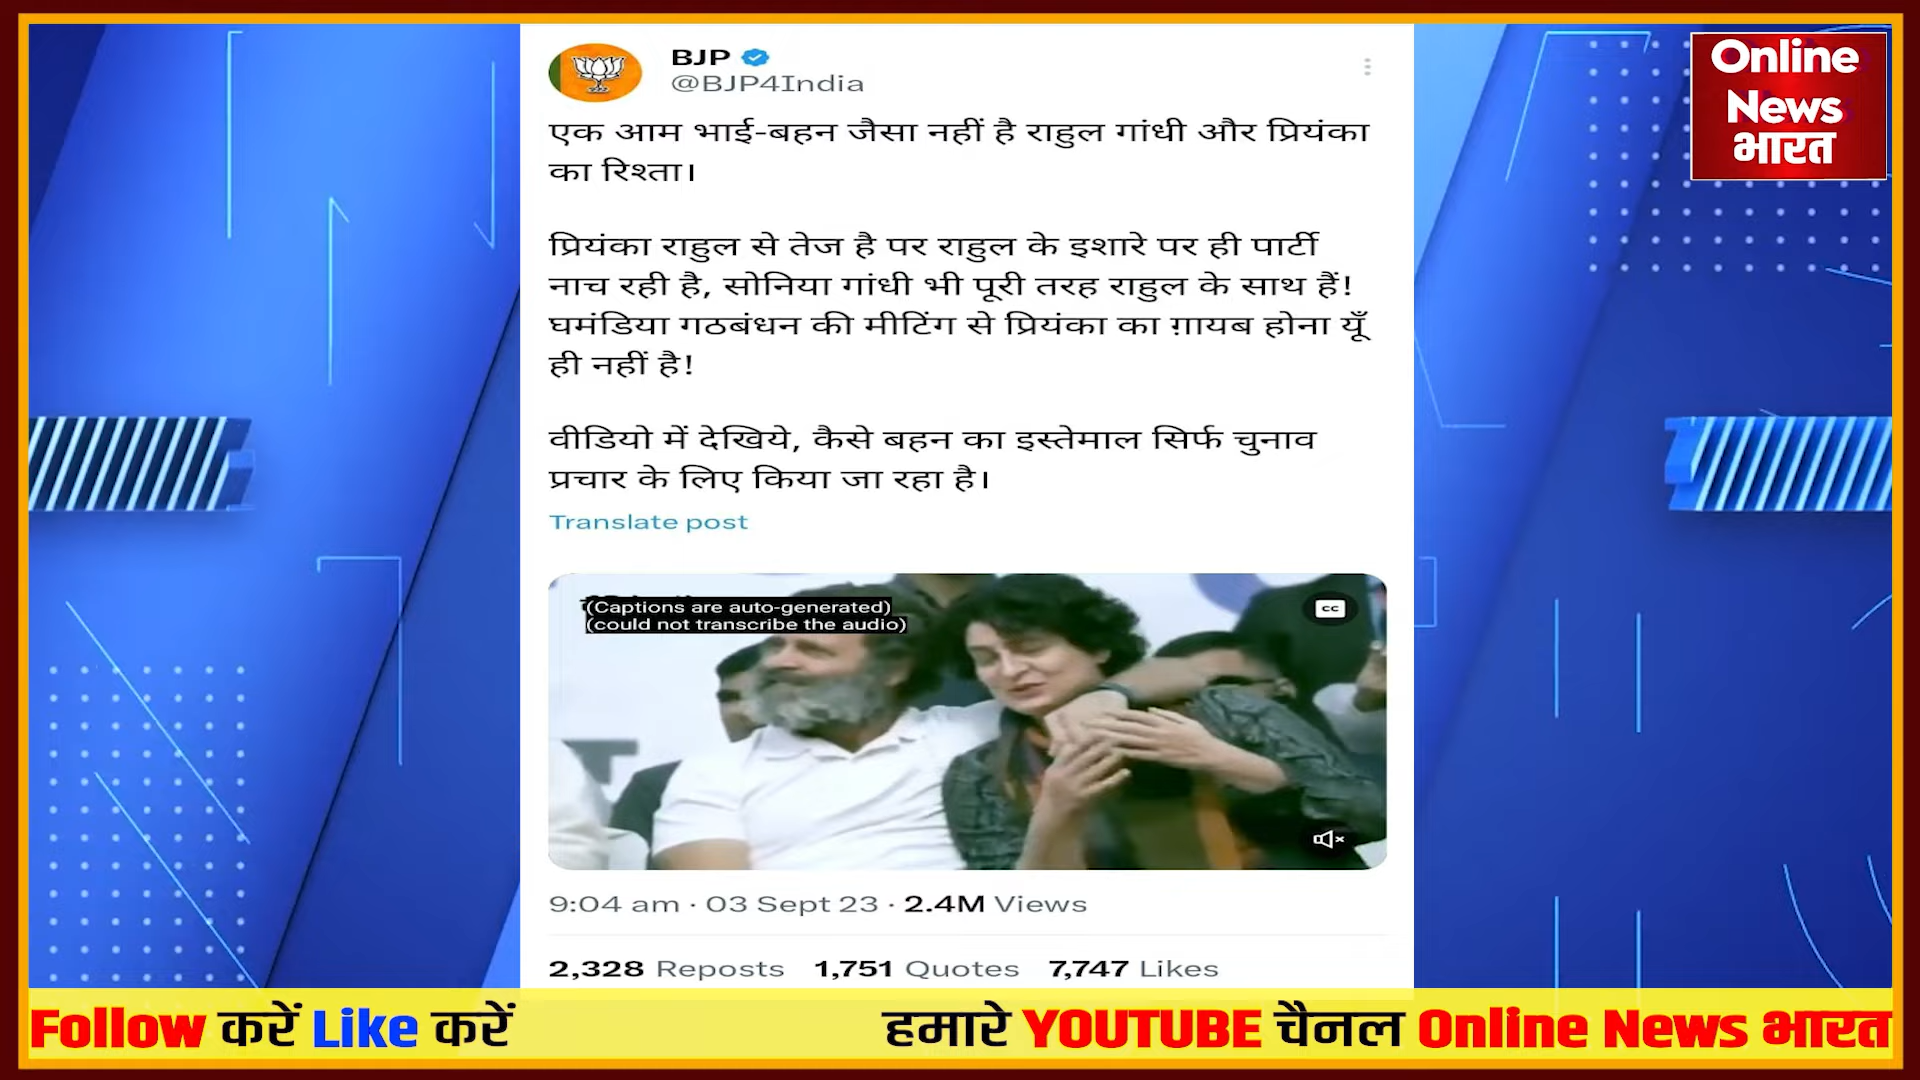 BJP
@BJP4India
Online
News
भारत
एक आम भाई-बहन जैसा नहीं है राहुल गांधी और प्रियंका
का रिश्ता।
प्रियंका राहुल से तेज है पर राहुल के इशारे पर ही पार्टी
नाच रही है, सोनिया गांधी भी पूरी तरह राहुल के साथ हैं!
घमंडिया गठबंधन की मीटिंग से प्रियंका का ग़ायब होना यूँ
ही नहीं है!
वीडियो में देखिये, कैसे बहन का इस्तेमाल सिर्फ चुनाव
प्रचार के लिए किया जा रहा है।
Translate post
(Captions are auto-generated)
(could not transcribe the audio)
CC
9:04 am · 03 Sept 23 · 2.4M Views
2,328 Reposts 1,751 Quotes 7,747 Likes
Follow करें Like करें हमारे YOUTUBE चैनल Online News भारत